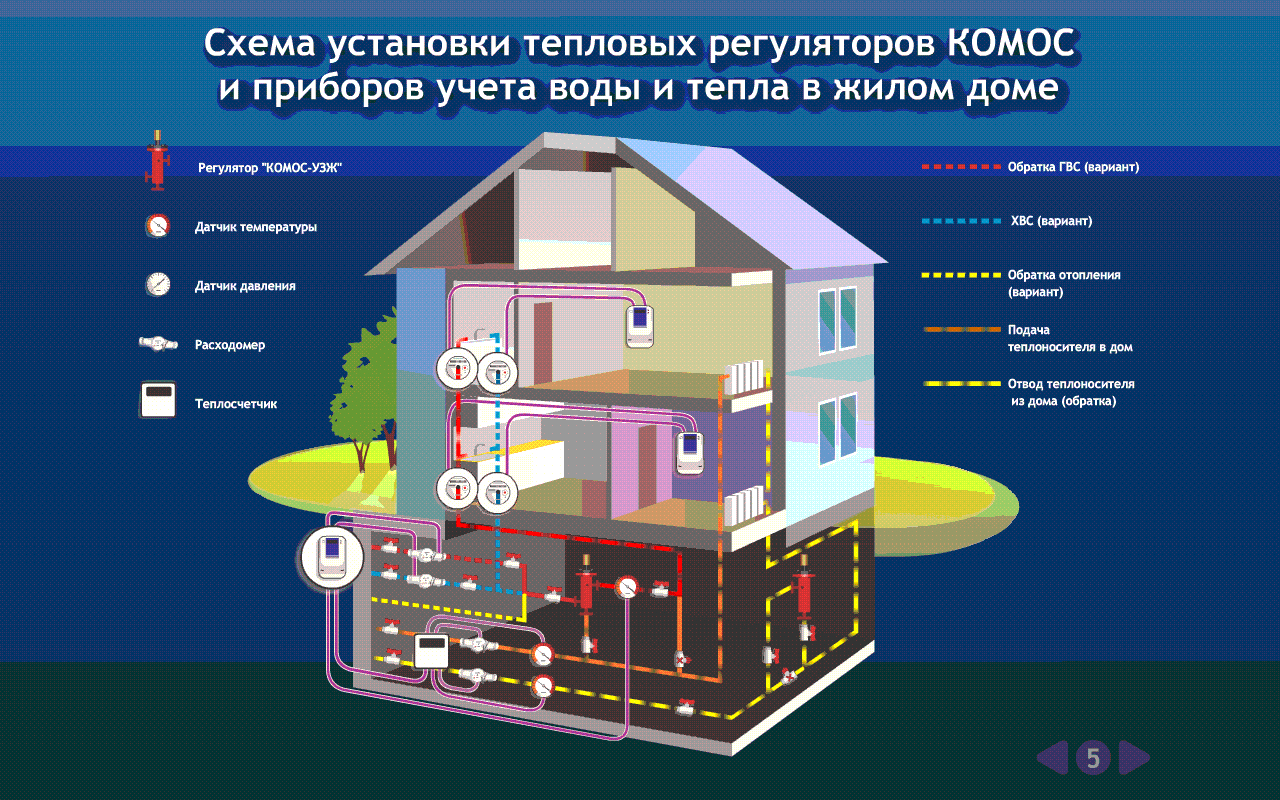 Схема установки тепловых регуляторов КОМОС
и приборов учета воды и тепла в жилом доме
Регулятор "КОМОС-УЗЖ"
Датчик температуры
Датчик давления
Расходомер
Теплосчетчик
Обратка ГВС (вариант)
ХВС (вариант)
Обратка отопления
(вариант)
Подача
теплоносителя в дом
Отвод теплоносителя
из дома (обратка)
5